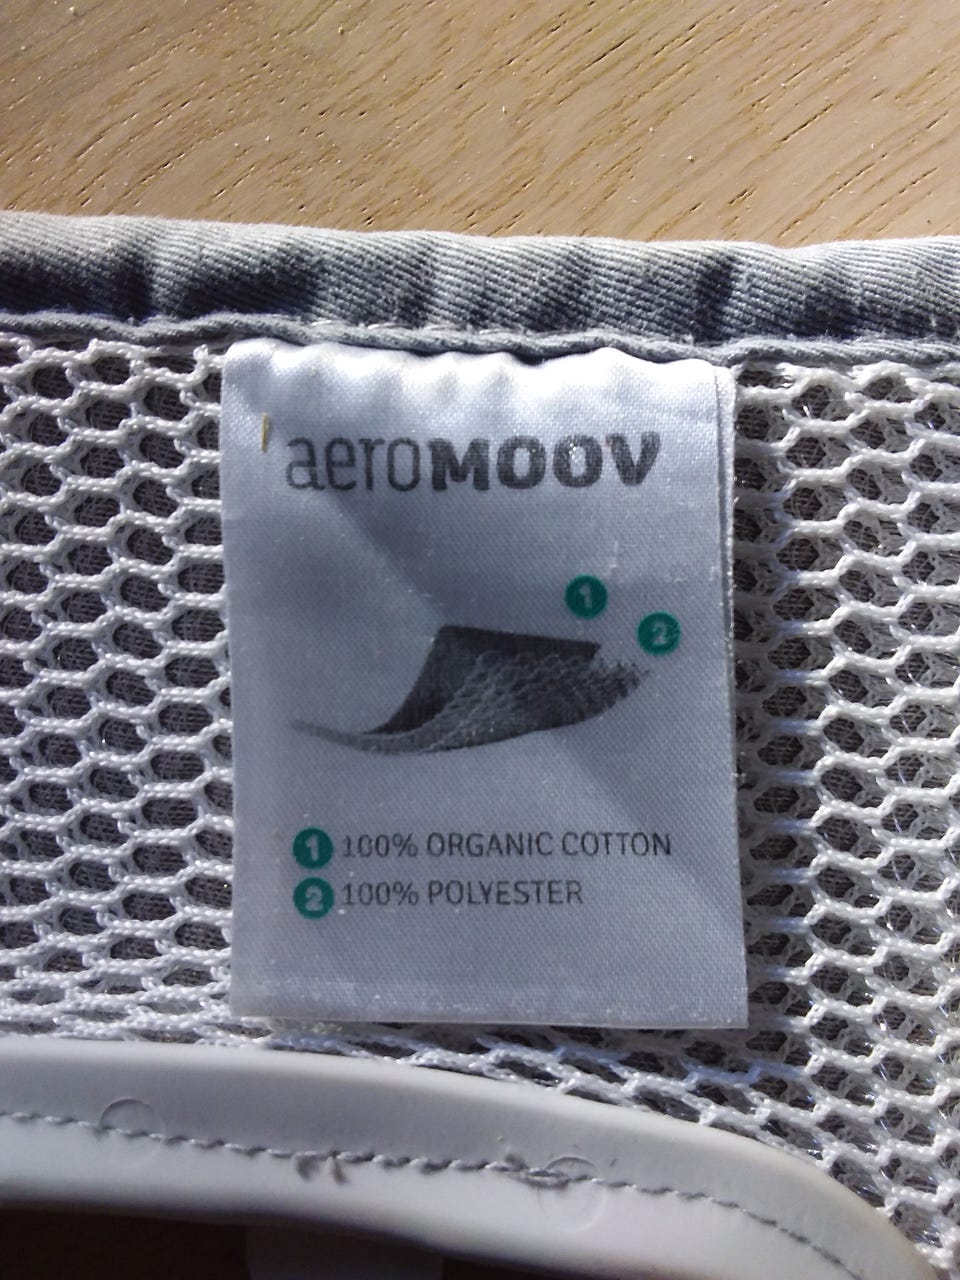 aeroMOOV
1
2
1 100% ORGANIC COTTON
2 100% POLYESTER